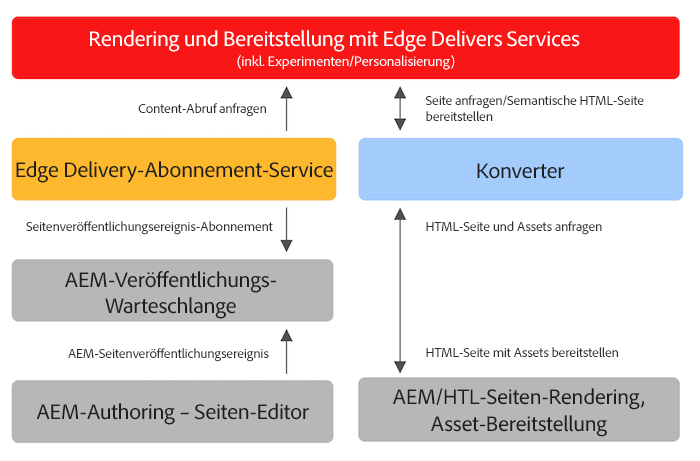 Rendering und Bereitstellung mit Edge Delivers Services
(inkl. Experimenten/Personalisierung)
Content-Abruf anfragen
Seite anfragen/Semantische HTML-Seite
bereitstellen
Edge Delivery-Abonnement-Service
Konverter
Seitenveröffentlichungsereignis-Abonnement
HTML-Seite und Assets anfragen
AEM-Veröffentlichungs-
Warteschlange
AEM-Seitenveröffentlichungsereignis
HTML-Seite mit Assets bereitstellen
AEM-Authoring – Seiten-Editor
AEM/HTL-Seiten-Rendering,
Asset-Bereitstellung